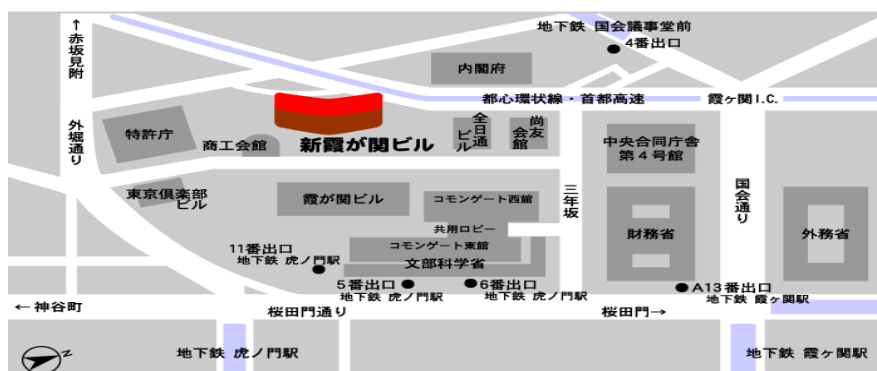 地下鉄 国会議事堂前
4番出口
↑赤坂見附
内閣府
都心環状線・首都高速
霞ヶ関I.C.
外堀通り
特許庁
商工会館
新霞が関ビル
全日通
ビル
尚友
会館
中央合同庁舎
第4号館
東京倶楽部
ビル
霞が関ビル
コモンゲート西館
三年坂
国会通り
共用ロビー
財務省
外務省
コモンゲート東館
文部科学省
11番出口
地下鉄 虎ノ門駅
5番出口
地下鉄 虎ノ門駅
6番出口
地下鉄 虎ノ門駅
A13番出口
地下鉄 霞ヶ関駅
←神谷町
桜田門通り
桜田門→
N
地下鉄 虎ノ門駅
地下鉄 霞ヶ関駅